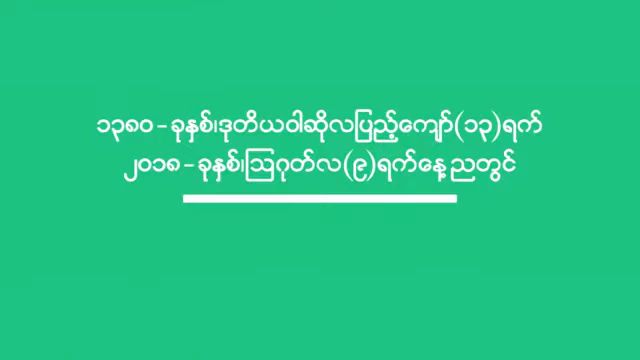 ၁၃၈၀ – ခုနှစ်၊ဒုတိယဝါဆိုလပြည့်ကျော်(၁၃)ရက်
၂၀၁၈ – ခုနှစ်၊ဩဂုတ်လ(၉)ရက်နေ့ ညတွင်